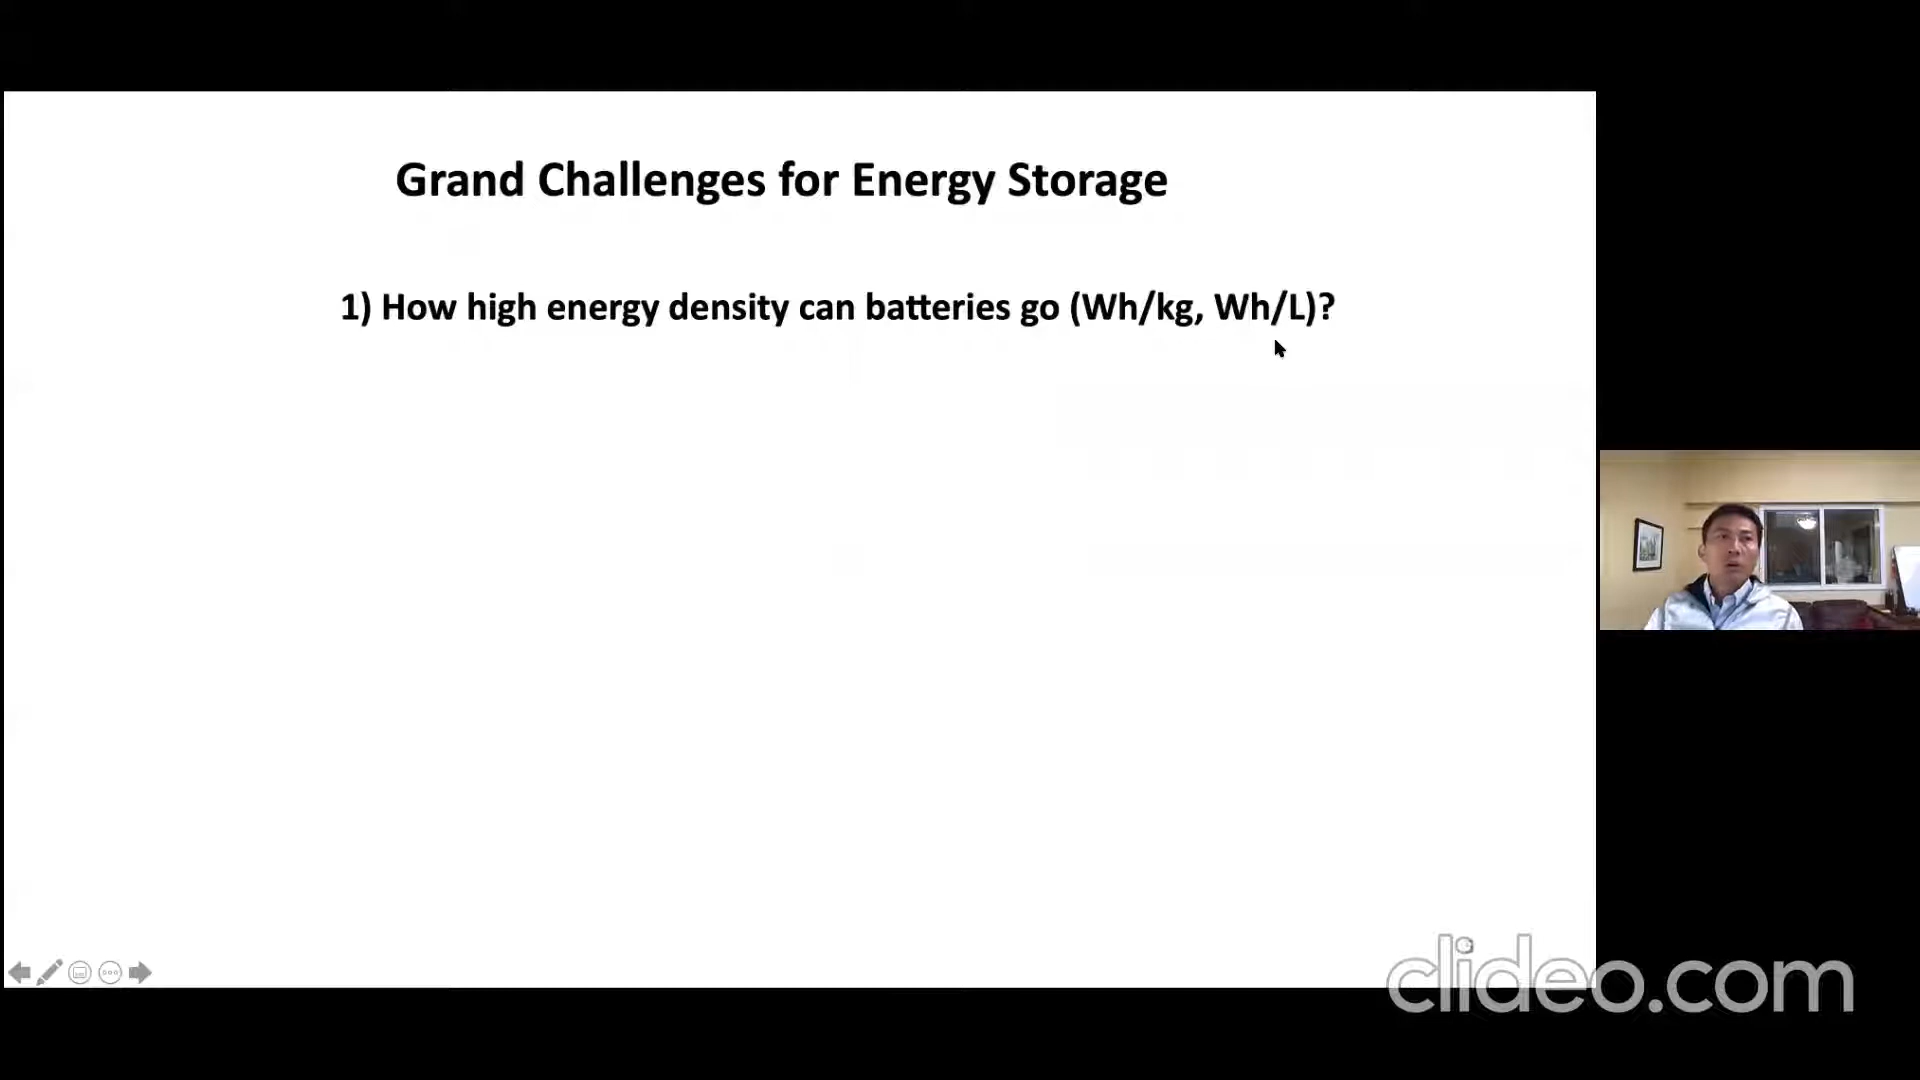 Grand Challenges for Energy Storage
1) How high energy density can batteries go (Wh/kg, Wh/L)?
clideo.com